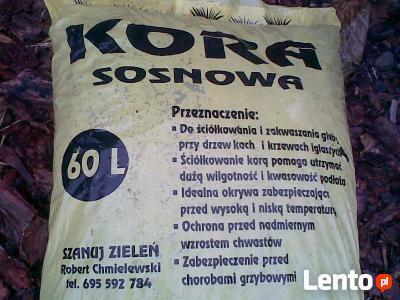 KORA
SOSNOWA
60 L
Przeznaczenie:
▪ Do ściółkowania i zakwaszania gleby
przy drzewkach i krzewach iglastych
▪ Ściółkowanie korą pomaga utrzymać
dużą wilgotność i kwasowość podłoża
▪ Idealna okrywa zabezpieczająca
przed wysoką i niską temperaturą
▪ Ochrona przed nadmiernym
wzrostem chwastów
▪ Zabezpieczenie przed
chorobami grzybowymi
SZANUJ ZIELEŃ
Robert Chmielewski
tel. 695 592 784
Lento.pl